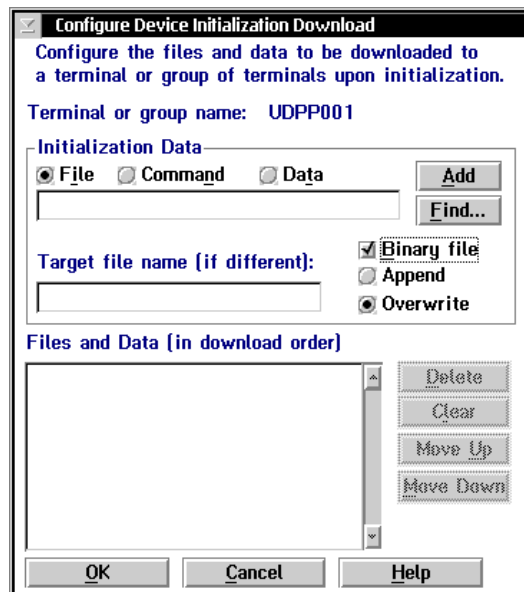 Configure Device Initialization Download
Configure the files and data to be downloaded to
a terminal or group of terminals upon initialization.
Terminal or group name: UDPP001
Initialization Data
File Command Data Add
Find...
Binary file
Target file name (if different):
Append
Overwrite
Files and Data (in download order)
Delete
Clear
Move Up
Move Down
OK Cancel Help